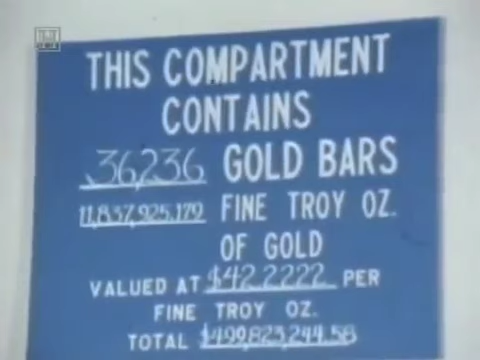 THIS COMPARTMENT
CONTAINS
36,236 GOLD BARS
11,837,925.179 FINE TROY OZ.
OF GOLD
VALUED AT $42.2222 PER
FINE TROY OZ.
TOTAL $499,823,244.58